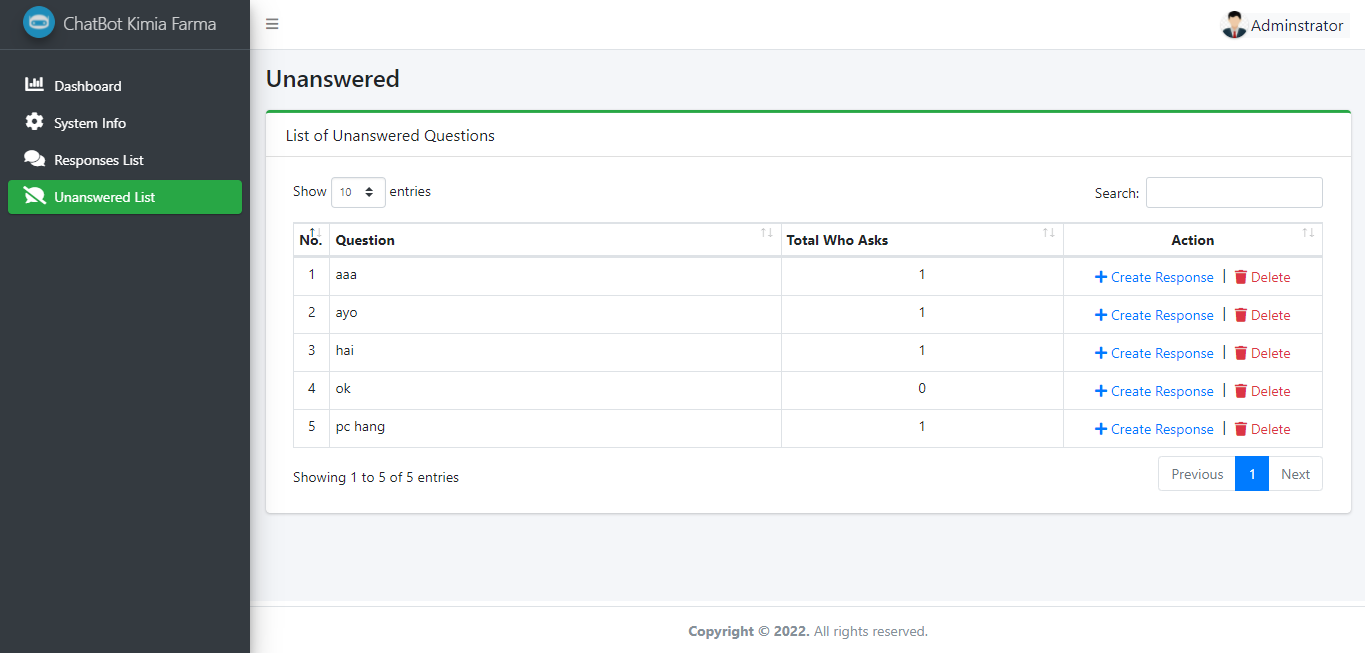 ChatBot Kimia Farma
Adminstrator
Dashboard
System Info
Responses List
Unanswered List
Unanswered
List of Unanswered Questions
Show 10 entries
Search:
No. Question Total Who Asks Action
1 aaa 1 Create Response | Delete
2 ayo 1 Create Response | Delete
3 hai 1 Create Response | Delete
4 ok 0 Create Response | Delete
5 pc hang 1 Create Response | Delete
Showing 1 to 5 of 5 entries
Previous 1 Next
Copyright © 2022. All rights reserved.